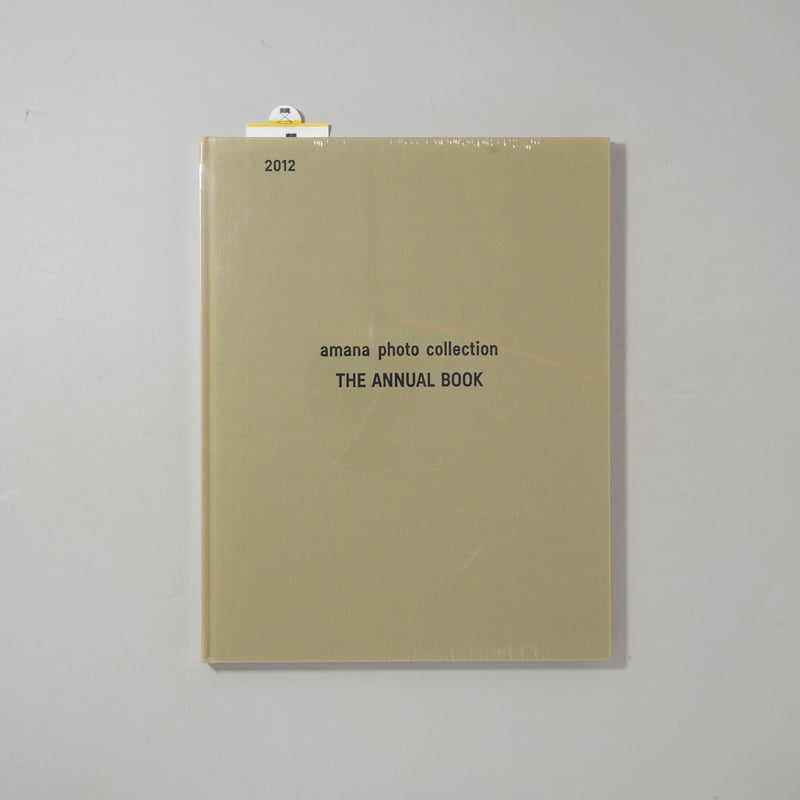 2012
amana photo collection
THE ANNUAL BOOK